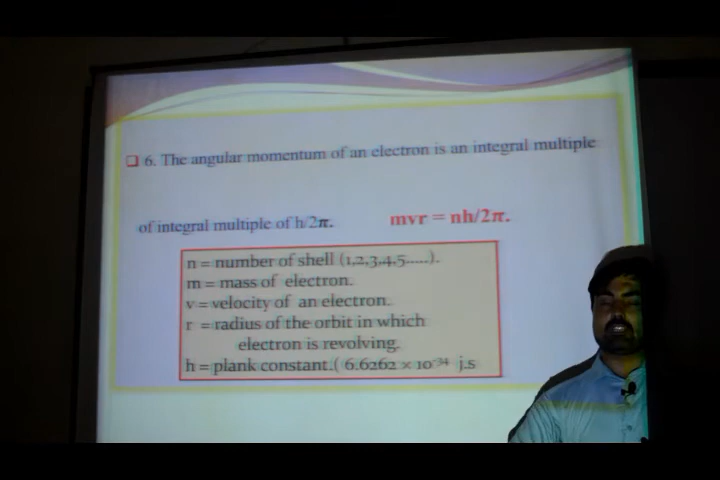 6. The angular momentum of an electron is an integral multiple
of integral multiple of h/2π. mvr = nh/2π.
n = number of shell (1,2,3,4,5.....).
m = mass of electron.
v = velocity of an electron.
r = radius of the orbit in which
electron is revolving.
h = plank constant.( 6.6262 × 10⁻³⁴ j.s